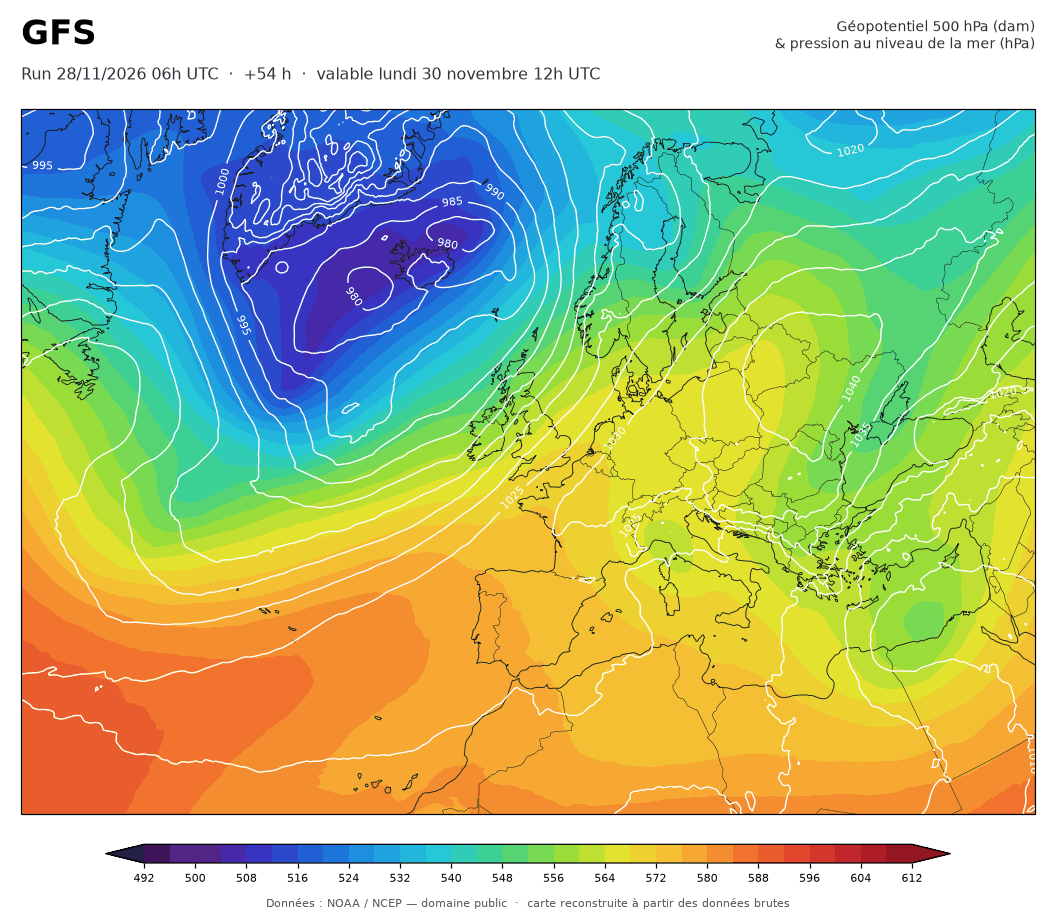 GFS
Géopotentiel 500 hPa (dam)
& pression au niveau de la mer (hPa)
Run 28/11/2026 06h UTC · +54 h · valable lundi 30 novembre 12h UTC
1020
995
1000
990
985
980
980
995
1040
1020
1035
1030
1025
492 500 508 516 524 532 540 548 556 564 572 580 588 596 604 612
Données : NOAA / NCEP — domaine public · carte reconstruite à partir des données brutes